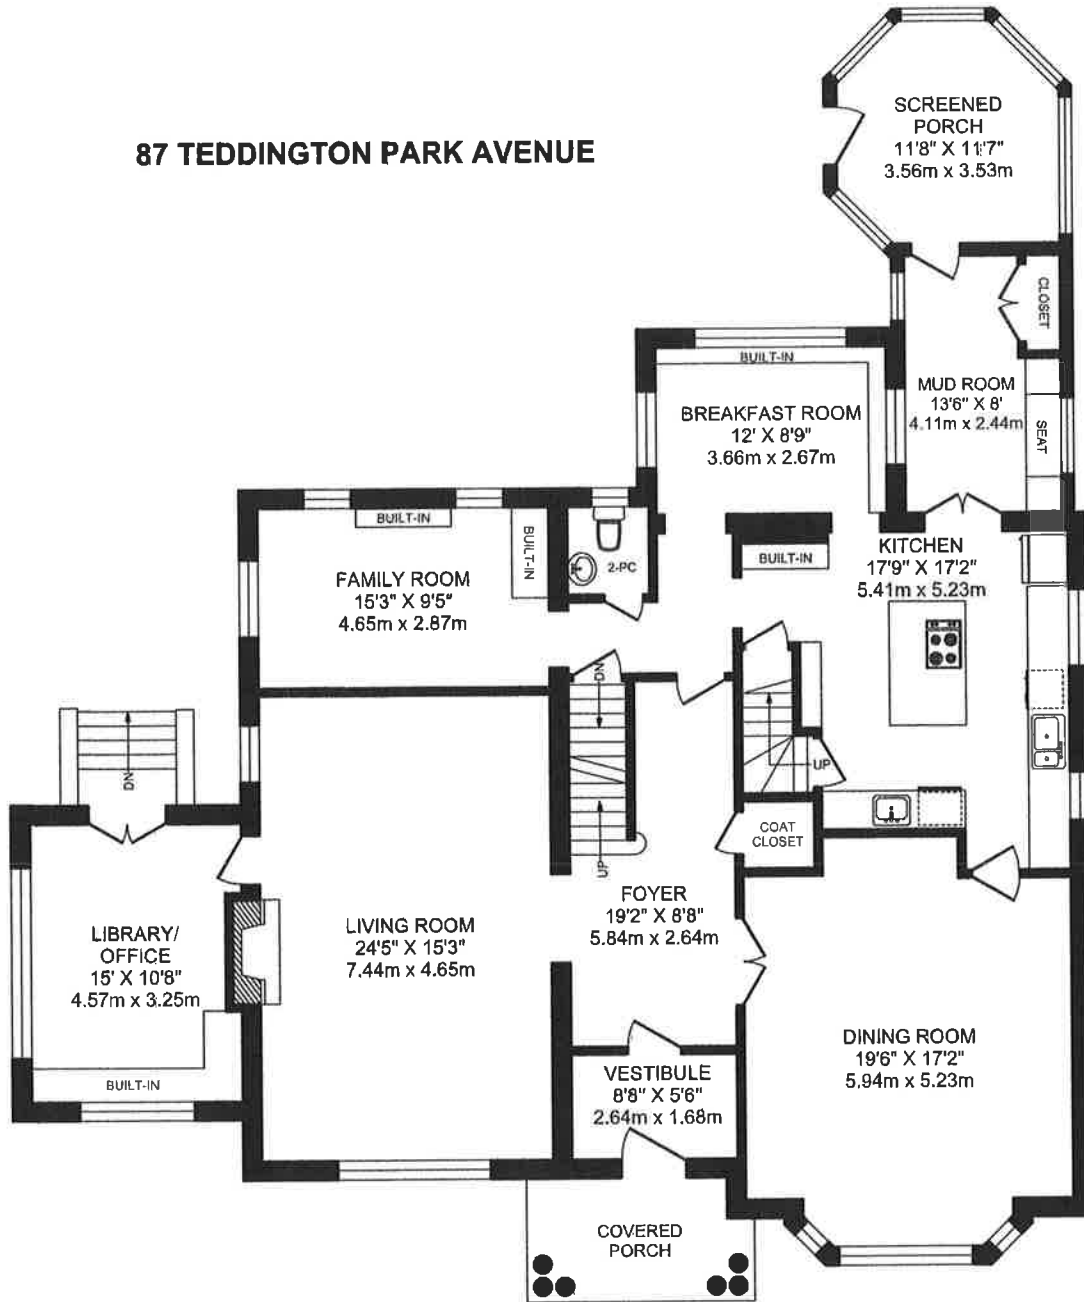 87 TEDDINGTON PARK AVENUE
SCREENED
PORCH
11'8" X 11'7"
3.56m x 3.53m
CLOSET
MUD ROOM
13'6" X 8'
4.11m x 2.44m
SEAT
BUILT-IN
BREAKFAST ROOM
12' X 8'9"
3.66m x 2.67m
BUILT-IN
BUILT-IN
FAMILY ROOM
15'3" X 9'5"
4.65m x 2.87m
2-PC
BUILT-IN
KITCHEN
17'9" X 17'2"
5.41m x 5.23m
DN
UP
DN
UP
COAT
CLOSET
FOYER
19'2" X 8'8"
5.84m x 2.64m
LIVING ROOM
24'5" X 15'3"
7.44m x 4.65m
LIBRARY/
OFFICE
15' X 10'8"
4.57m x 3.25m
BUILT-IN
DINING ROOM
19'6" X 17'2"
5.94m x 5.23m
VESTIBULE
8'8" X 5'6"
2.64m x 1.68m
COVERED
PORCH